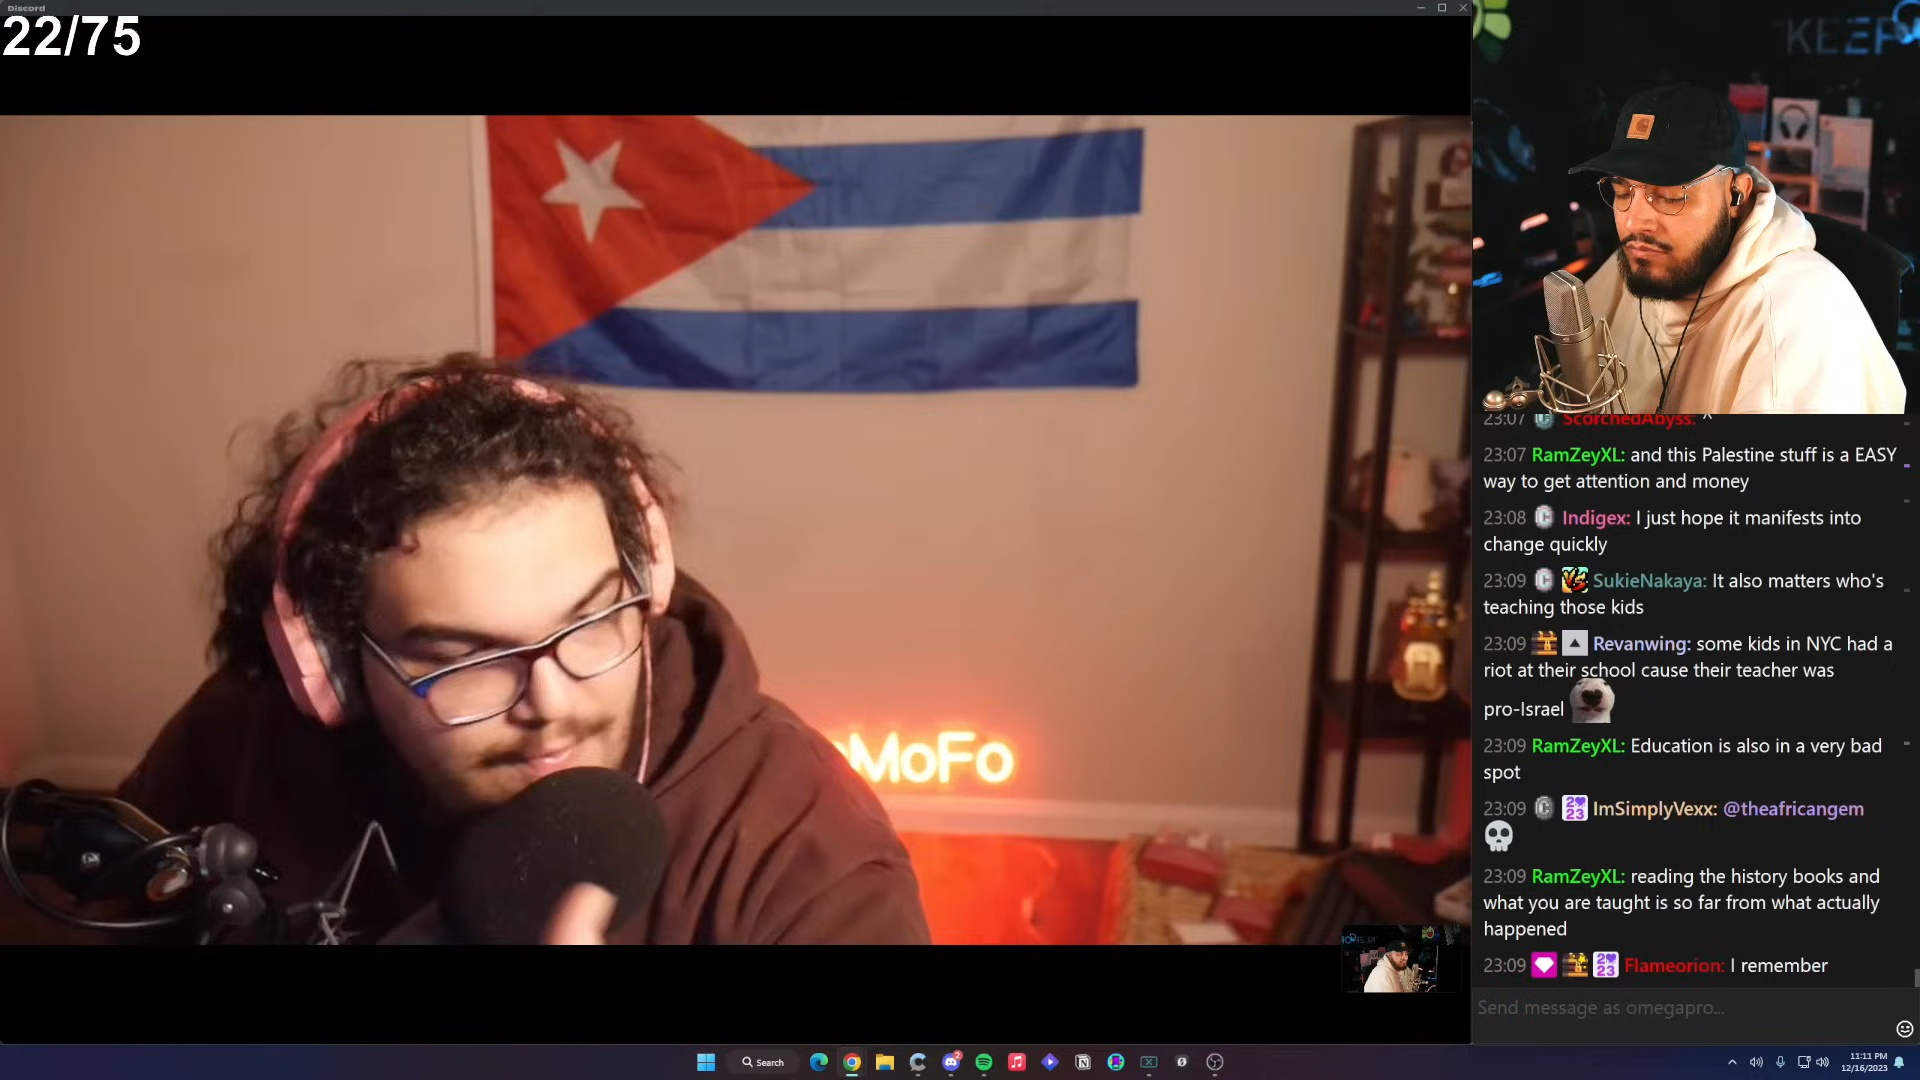 Discord
22/75
KEEP
MoFo
23:07 ScorchedAbyss: ^
23:07 RamZeyXL: and this Palestine stuff is a EASY
way to get attention and money
23:08 Indigex: I just hope it manifests into
change quickly
23:09 SukieNakaya: It also matters who's
teaching those kids
23:09 Revanwing: some kids in NYC had a
riot at their school cause their teacher was
pro-Israel
23:09 RamZeyXL: Education is also in a very bad
spot
23:09 ImSimplyVexx: @theafricangem
23:09 RamZeyXL: reading the history books and
what you are taught is so far from what actually
happened
23:09 Flameorion: I remember
Send message as omegapro...
Search
2
11:11 PM
12/16/2023